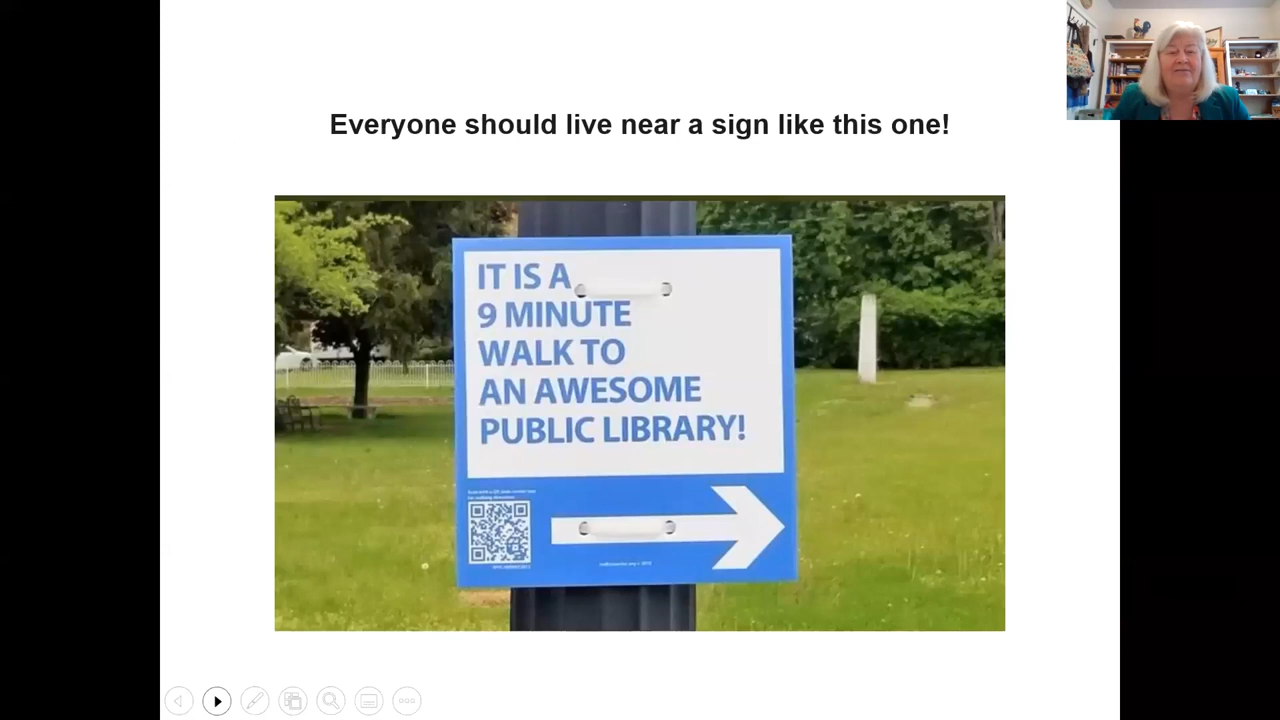 Everyone should live near a sign like this one!
IT IS A
9 MINUTE
WALK TO
AN AWESOME
PUBLIC LIBRARY!